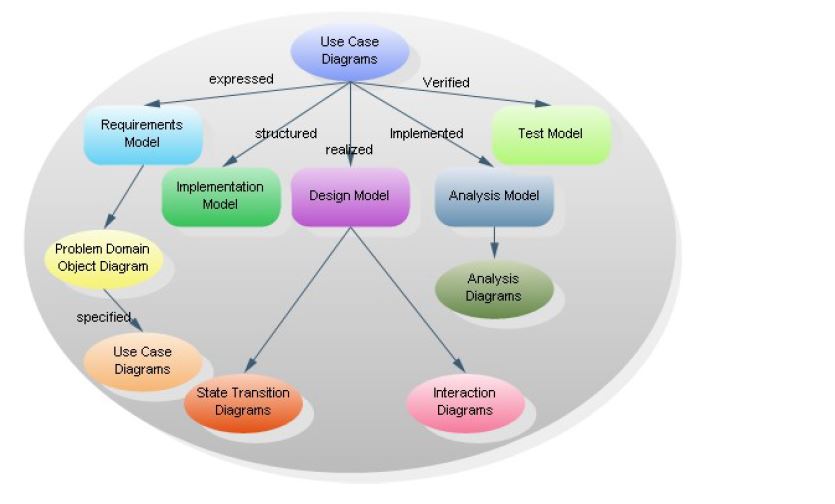 Use Case
Diagrams
expressed
Verified
Requirements
Model
structured
Implemented
Test Model
realized
Implementation
Model
Design Model
Analysis Model
Problem Domain
Object Diagram
Analysis
Diagrams
specified
Use Case
Diagrams
State Transition
Diagrams
Interaction
Diagrams